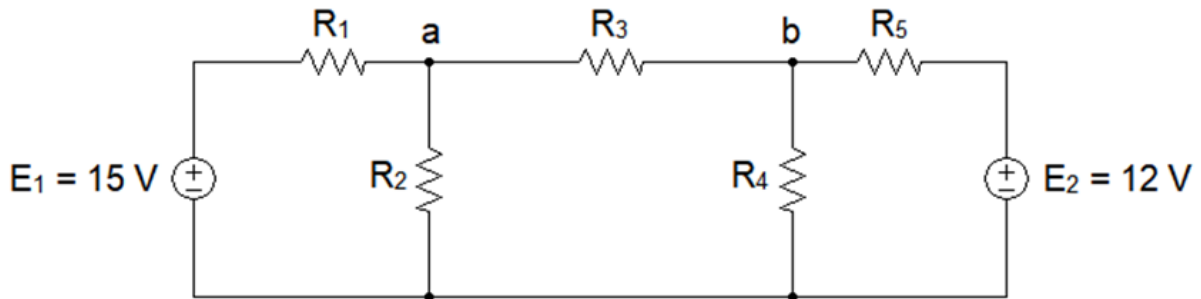 R₁
a
R₃
b
R₅
E₁ = 15 V
R₂
R₄
E₂ = 12 V